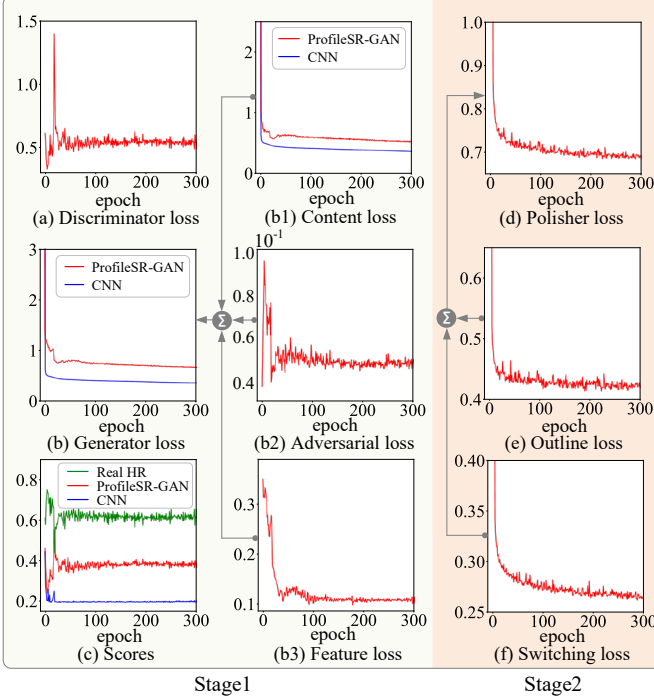 1.5
1.0
0.5
0
100
200
300
epoch
(a) Discriminator loss
2
1
0
ProfileSR-GAN
CNN
0
100
200
300
epoch
(b1) Content loss
1.0
0.9
0.8
0.7
0
100
200
300
epoch
(d) Polisher loss
3
2
1
0
ProfileSR-GAN
CNN
0
100
200
300
epoch
(b) Generator loss
Σ
10⁻¹
1.0
0.8
0.6
0.4
0
100
200
300
epoch
(b2) Adversarial loss
Σ
0.6
0.5
0.4
0
100
200
300
epoch
(e) Outline loss
0.8
0.6
0.4
0.2
Real HR
ProfileSR-GAN
CNN
0
100
200
300
epoch
(c) Scores
0.3
0.2
0.1
0
100
200
300
epoch
(b3) Feature loss
0.40
0.35
0.30
0.25
0
100
200
300
epoch
(f) Switching loss
Stage1
Stage2